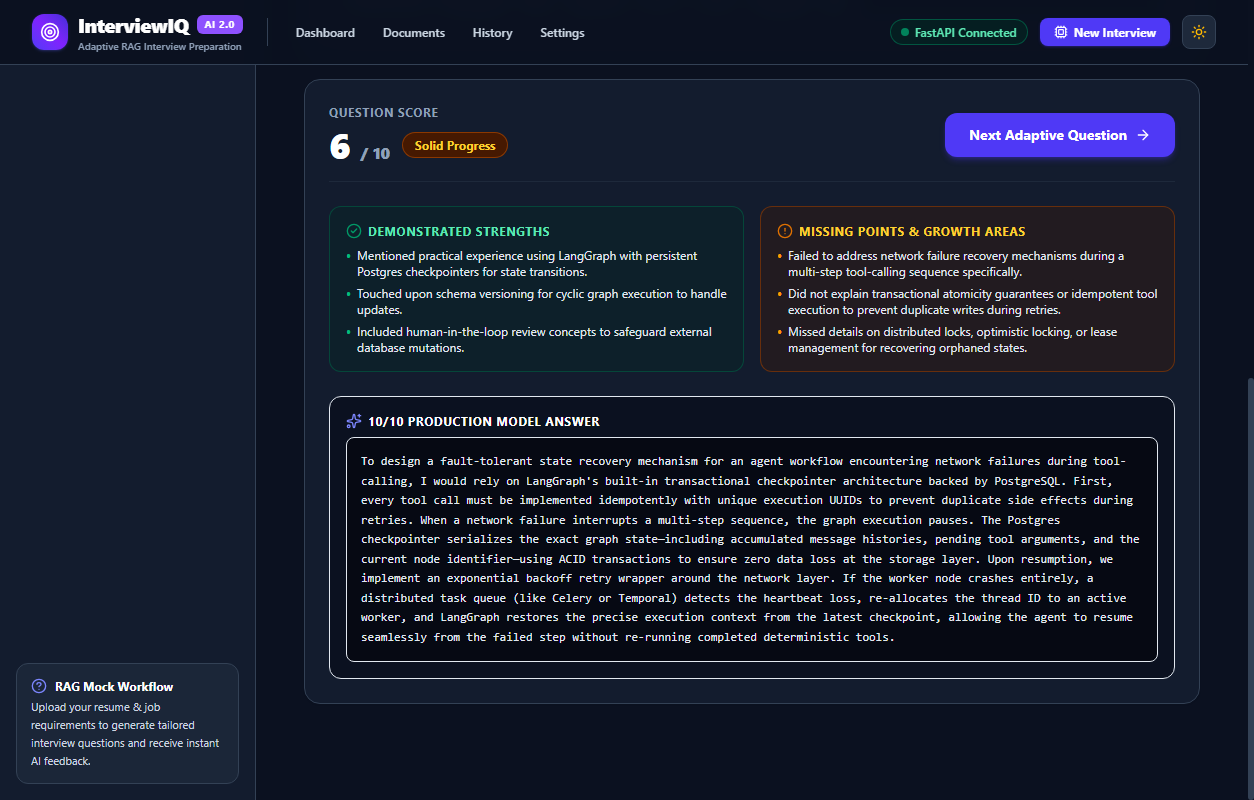 InterviewIQ AI 2.0
Adaptive RAG Interview Preparation
Dashboard Documents History Settings
FastAPI Connected
New Interview
QUESTION SCORE
6 / 10 Solid Progress
Next Adaptive Question →
DEMONSTRATED STRENGTHS
• Mentioned practical experience using LangGraph with persistent
Postgres checkpointers for state transitions.
• Touched upon schema versioning for cyclic graph execution to handle
updates.
• Included human-in-the-loop review concepts to safeguard external
database mutations.
MISSING POINTS & GROWTH AREAS
• Failed to address network failure recovery mechanisms during a
multi-step tool-calling sequence specifically.
• Did not explain transactional atomicity guarantees or idempotent tool
execution to prevent duplicate writes during retries.
• Missed details on distributed locks, optimistic locking, or lease
management for recovering orphaned states.
10/10 PRODUCTION MODEL ANSWER
To design a fault-tolerant state recovery mechanism for an agent workflow encountering network failures during tool-
calling, I would rely on LangGraph's built-in transactional checkpointer architecture backed by PostgreSQL. First,
every tool call must be implemented idempotently with unique execution UUIDs to prevent duplicate side effects during
retries. When a network failure interrupts a multi-step sequence, the graph execution pauses. The Postgres
checkpointer serializes the exact graph state—including accumulated message histories, pending tool arguments, and the
current node identifier—using ACID transactions to ensure zero data loss at the storage layer. Upon resumption, we
implement an exponential backoff retry wrapper around the network layer. If the worker node crashes entirely, a
distributed task queue (like Celery or Temporal) detects the heartbeat loss, re-allocates the thread ID to an active
worker, and LangGraph restores the precise execution context from the latest checkpoint, allowing the agent to resume
seamlessly from the failed step without re-running completed deterministic tools.
RAG Mock Workflow
Upload your resume & job
requirements to generate tailored
interview questions and receive instant
AI feedback.